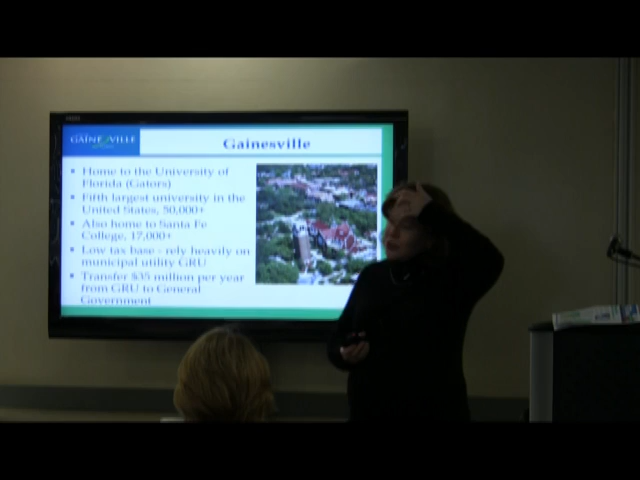 GAINESVILLE
Gainesville
▪ Home to the University of
Florida (Gators)
▪ Fifth largest university in the
United States, 50,000+
▪ Also home to Santa Fe
College, 17,000+
▪ Low tax base - rely heavily on
municipal utility GRU
▪ Transfer $35 million per year
from GRU to General
Government